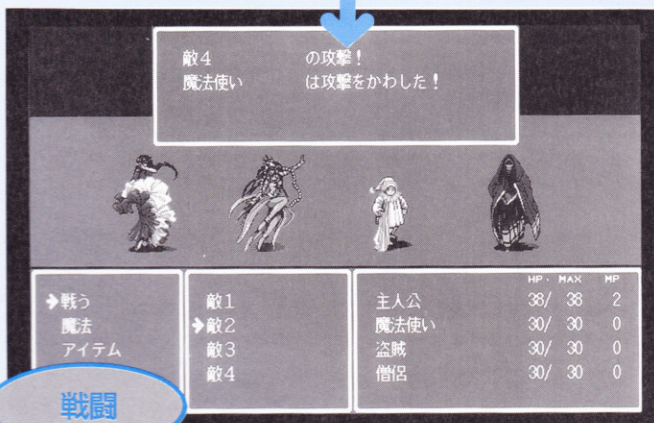 敵4　の攻撃！
魔法使い　は攻撃をかわした！
HP・ MAX MP
➔戦う
魔法
アイテム
敵1
➔敵2
敵3
敵4
主人公 38/ 38 2
魔法使い 30/ 30 0
盗賊 30/ 30 0
僧侶 30/ 30 0
戦闘